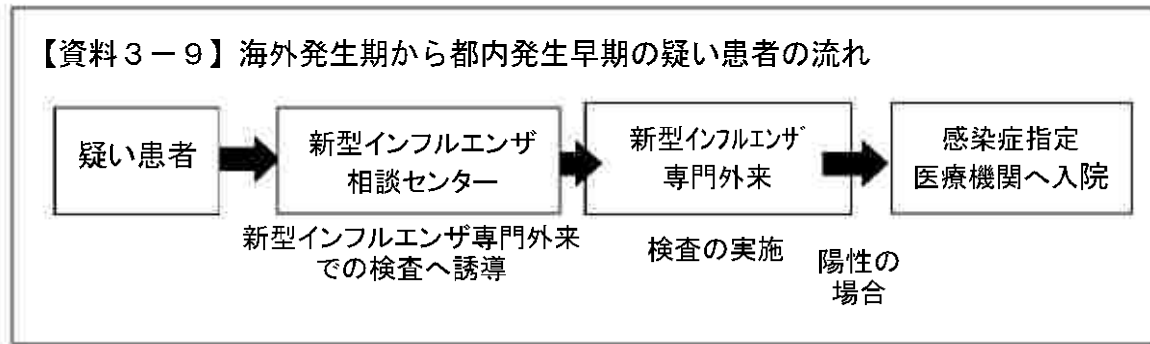 【資料３－９】海外発生期から都内発生早期の疑い患者の流れ
疑い患者
新型インフルエンザ
相談センター
新型インフルエンザ専門外来
での検査へ誘導
新型ｲﾝﾌﾙｴﾝｻﾞ
専門外来
検査の実施
陽性の
場合
感染症指定
医療機関へ入院